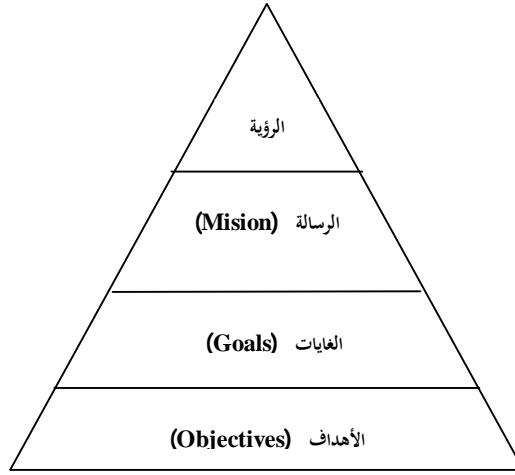 الرؤية
الرسالة (Mision)
الغايات (Goals)
الأهداف (Objectives)